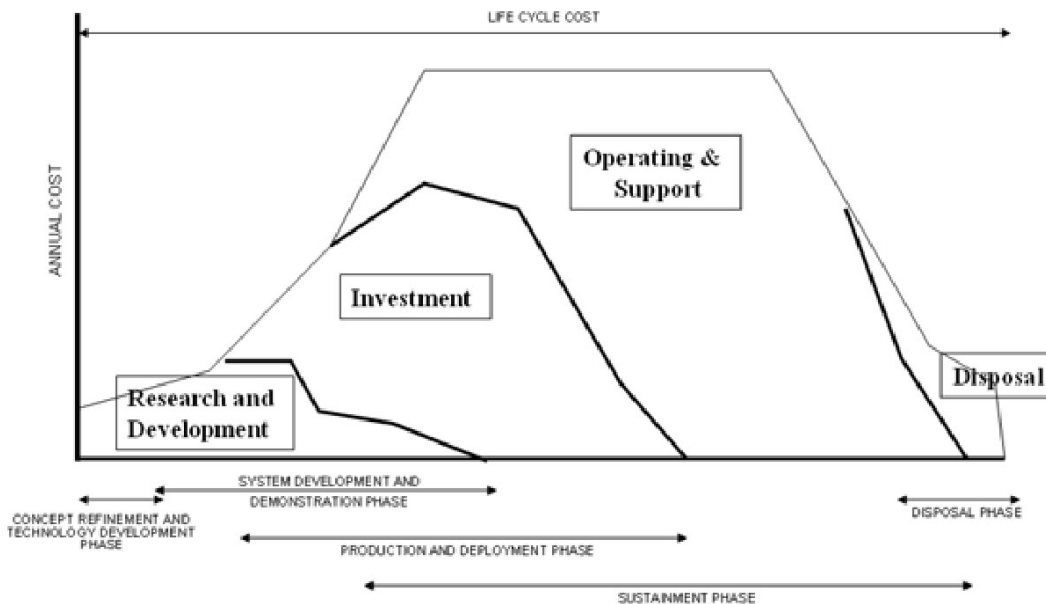 LIFE CYCLE COST
ANNUAL COST
Operating &
Support
Investment
Disposal
Research and
Development
SYSTEM DEVELOPMENT AND
DEMONSTRATION PHASE
CONCEPT REFINEMENT AND
TECHNOLOGY DEVELOPMENT
PHASE
DISPOSAL PHASE
PRODUCTION AND DEPLOYMENT PHASE
SUSTAINMENT PHASE